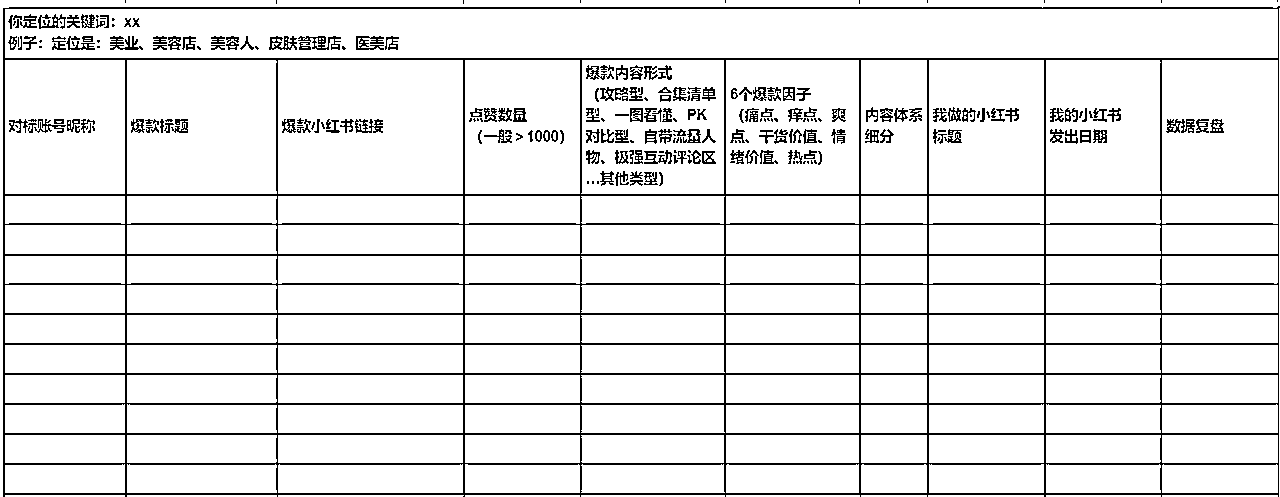 你定位的关键词：xx
例子：定位是：美业、美容店、美容人、皮肤管理店、医美店
对标账号昵称
爆款标题
爆款小红书链接
点赞数量
（一般＞1000）
爆款内容形式
（攻略型、合集清单
型、一图看懂、PK
对比型、自带流量人
物、极强互动评论区
...其他类型）
6个爆款因子
（痛点、痒点、爽
点、干货价值、情
绪价值、热点）
内容体系
细分
我做的小红书
标题
我的小红书
发出日期
数据复盘